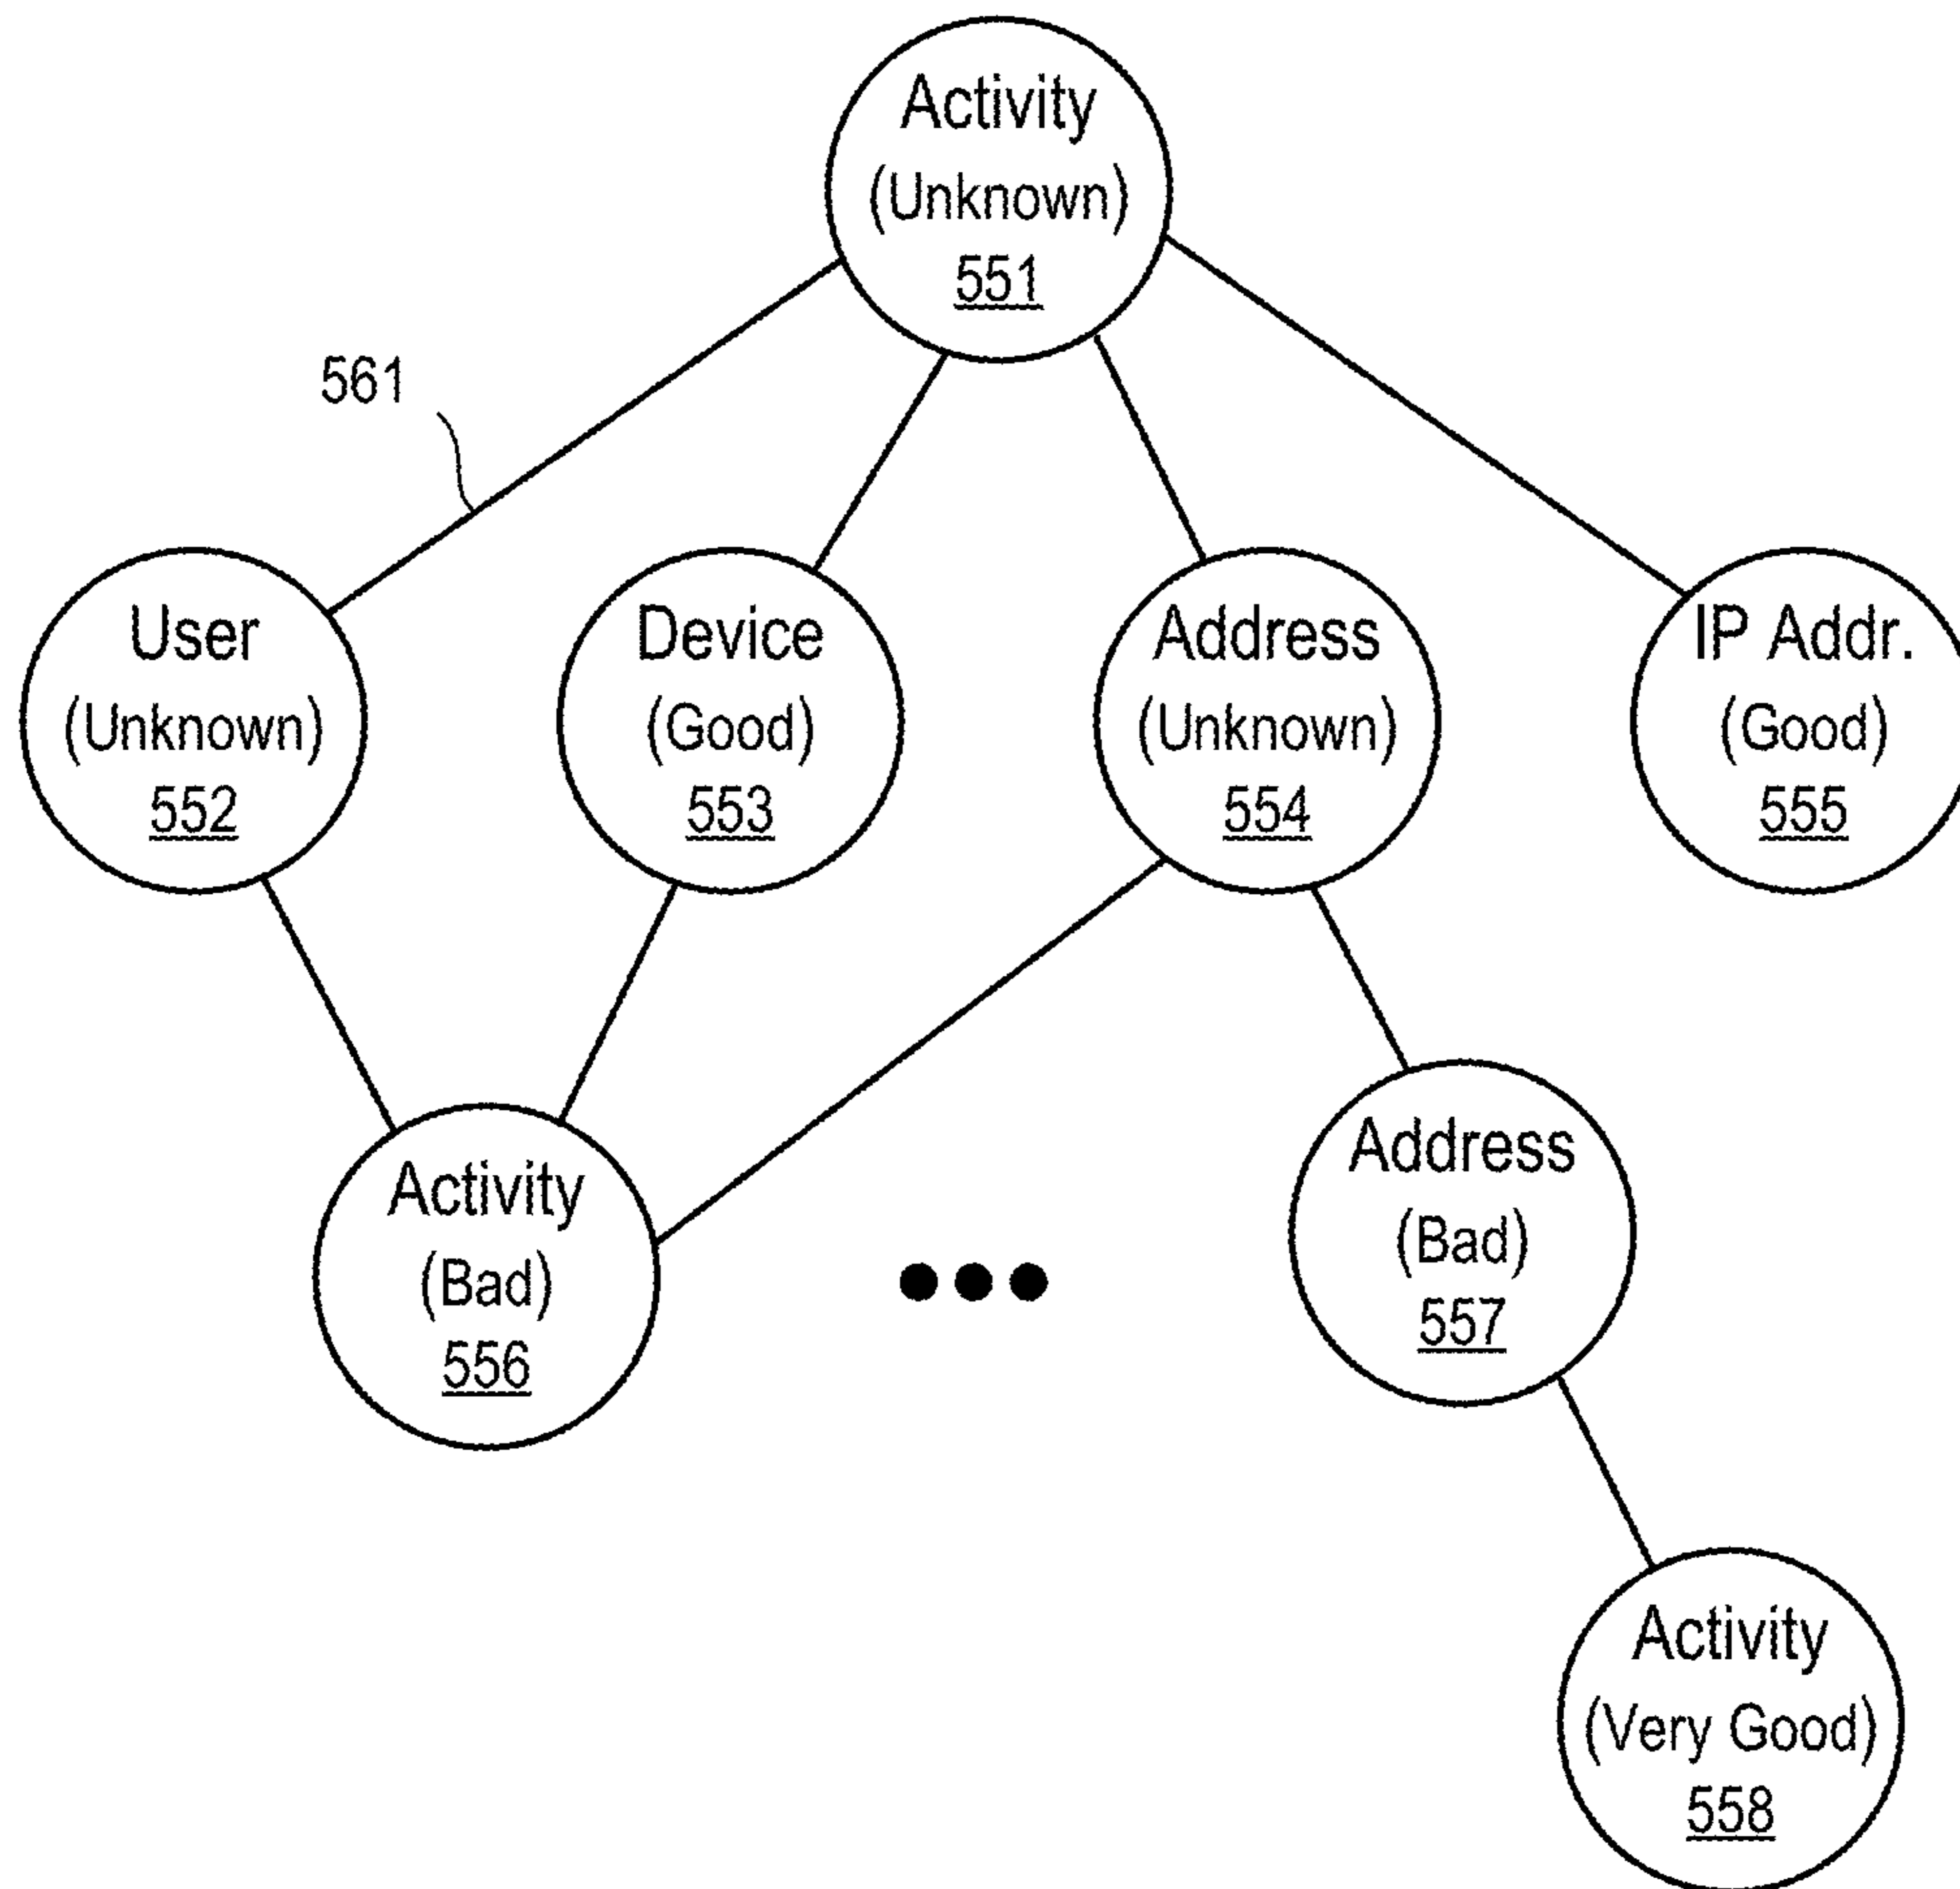 Activity
(Unknown)
551
561
User
(Unknown)
552
Device
(Good)
553
Address
(Unknown)
554
IP Addr.
(Good)
555
Activity
(Bad)
556
Address
(Bad)
557
Activity
(Very Good)
558